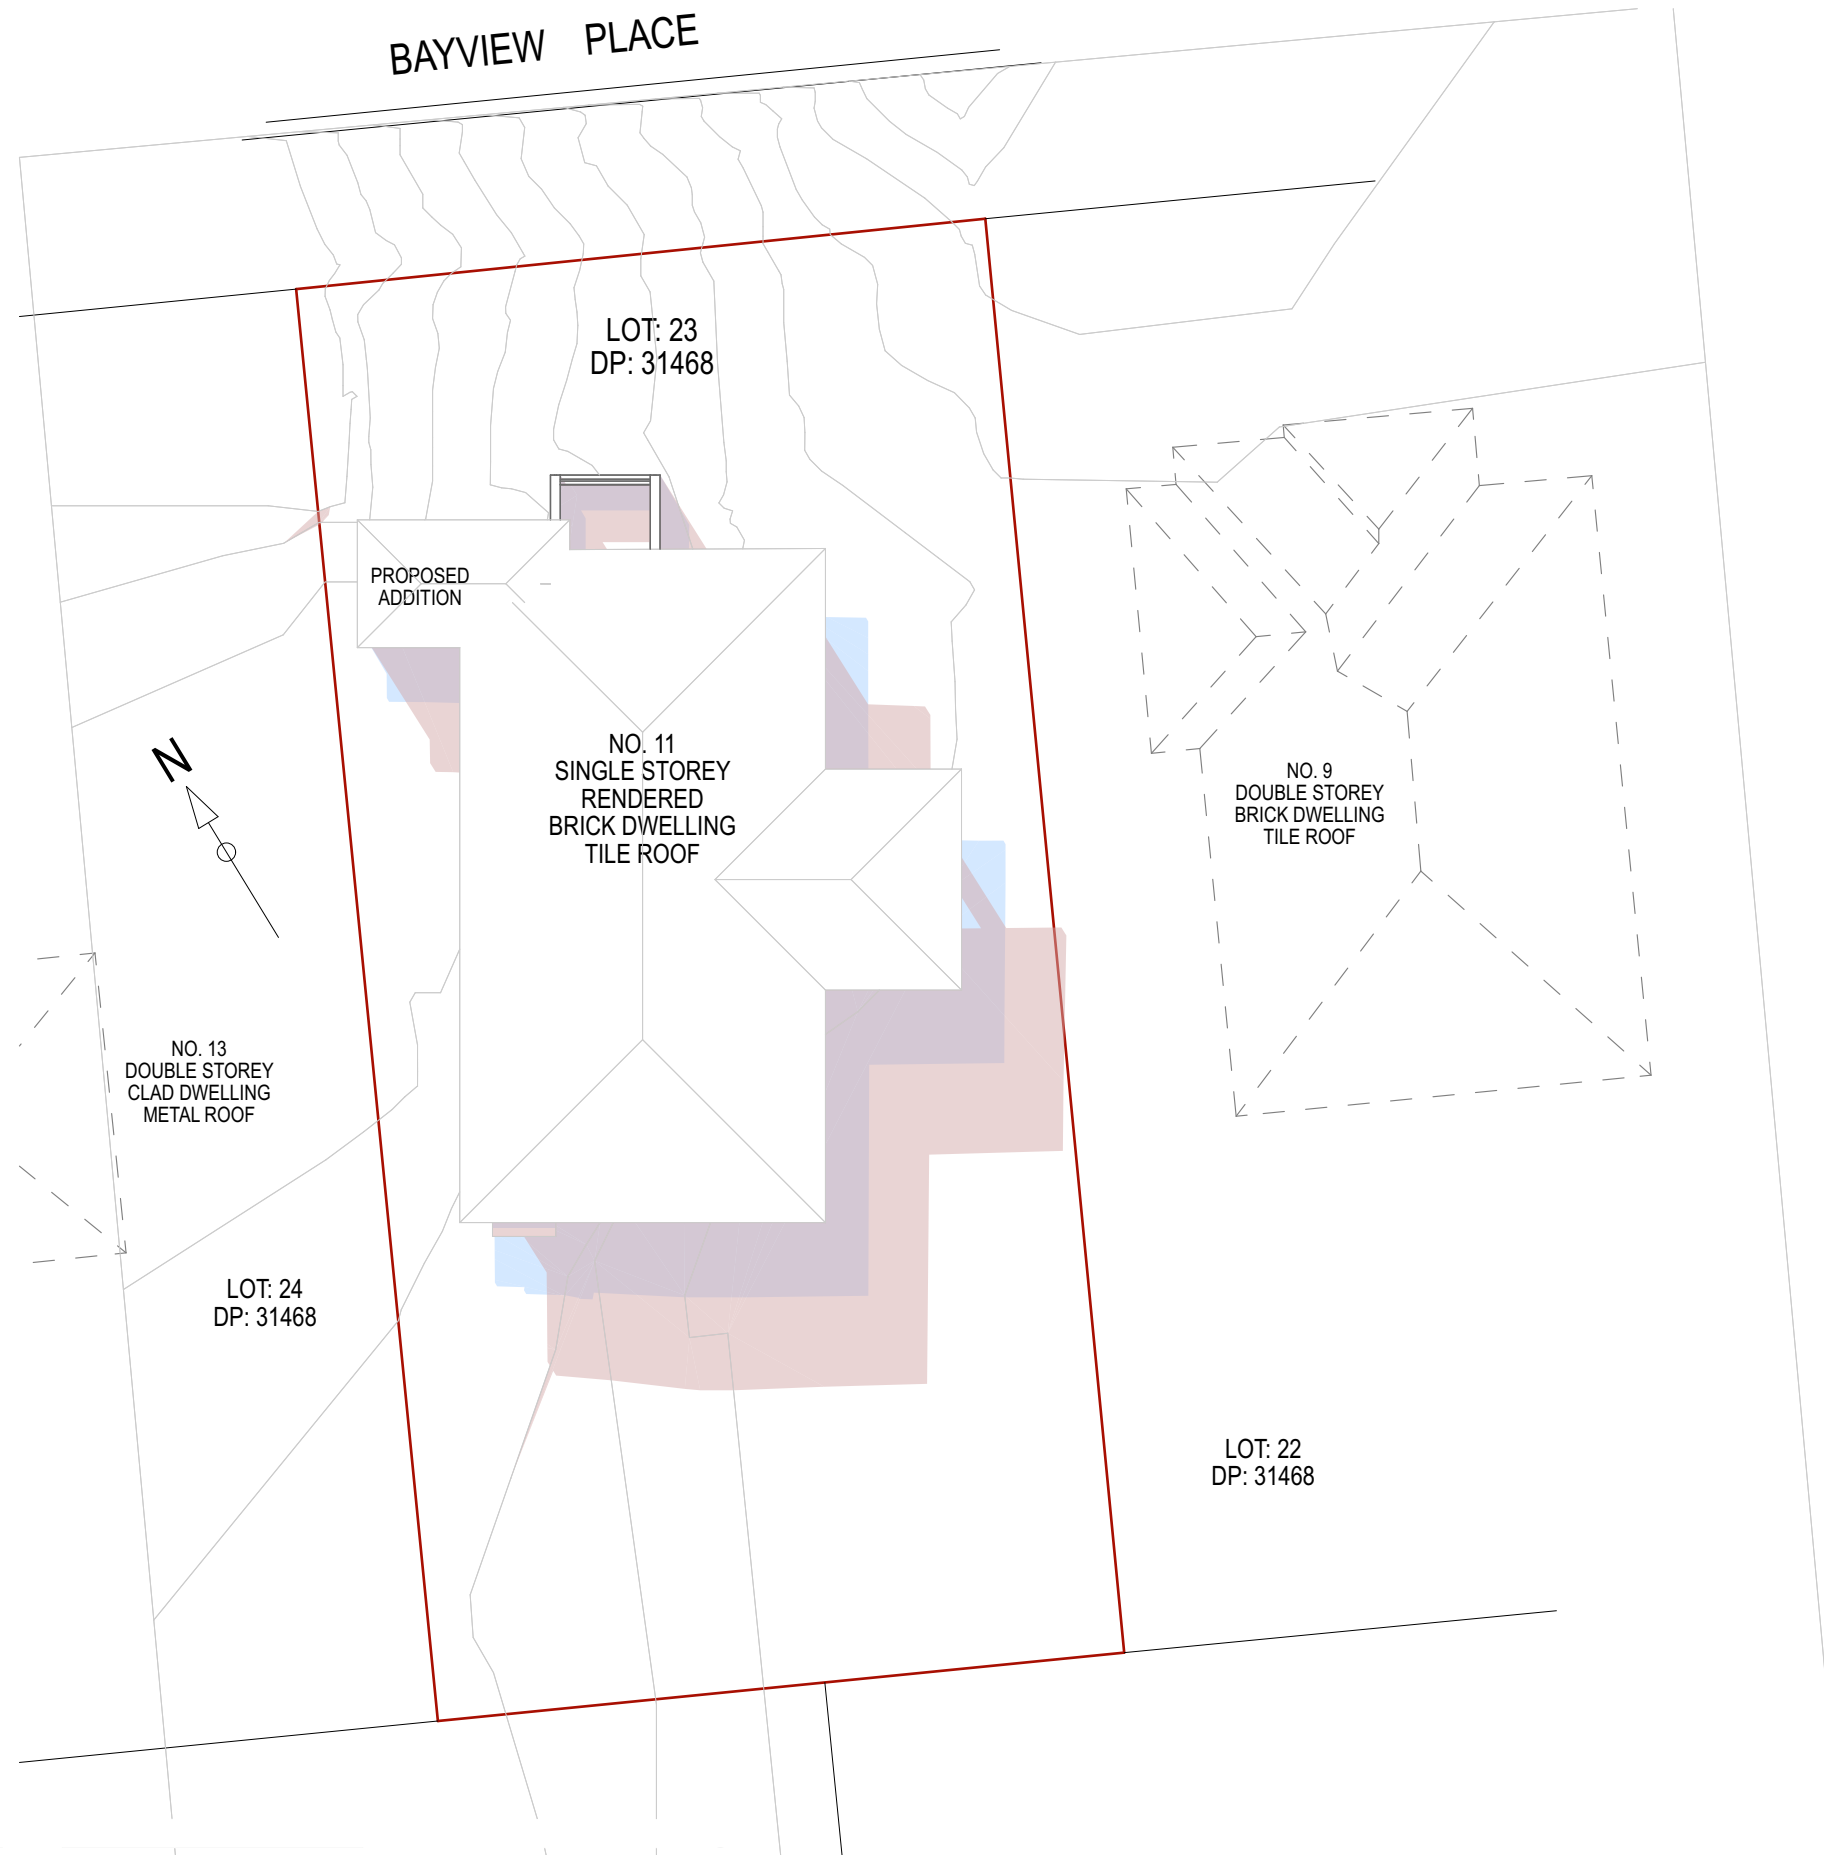 BAYVIEW PLACE
LOT: 23
DP: 31468
PROPOSED
ADDITION
N
NO. 11
SINGLE STOREY
RENDERED
BRICK DWELLING
TILE ROOF
NO. 9
DOUBLE STOREY
BRICK DWELLING
TILE ROOF
NO. 13
DOUBLE STOREY
CLAD DWELLING
METAL ROOF
LOT: 24
DP: 31468
LOT: 22
DP: 31468